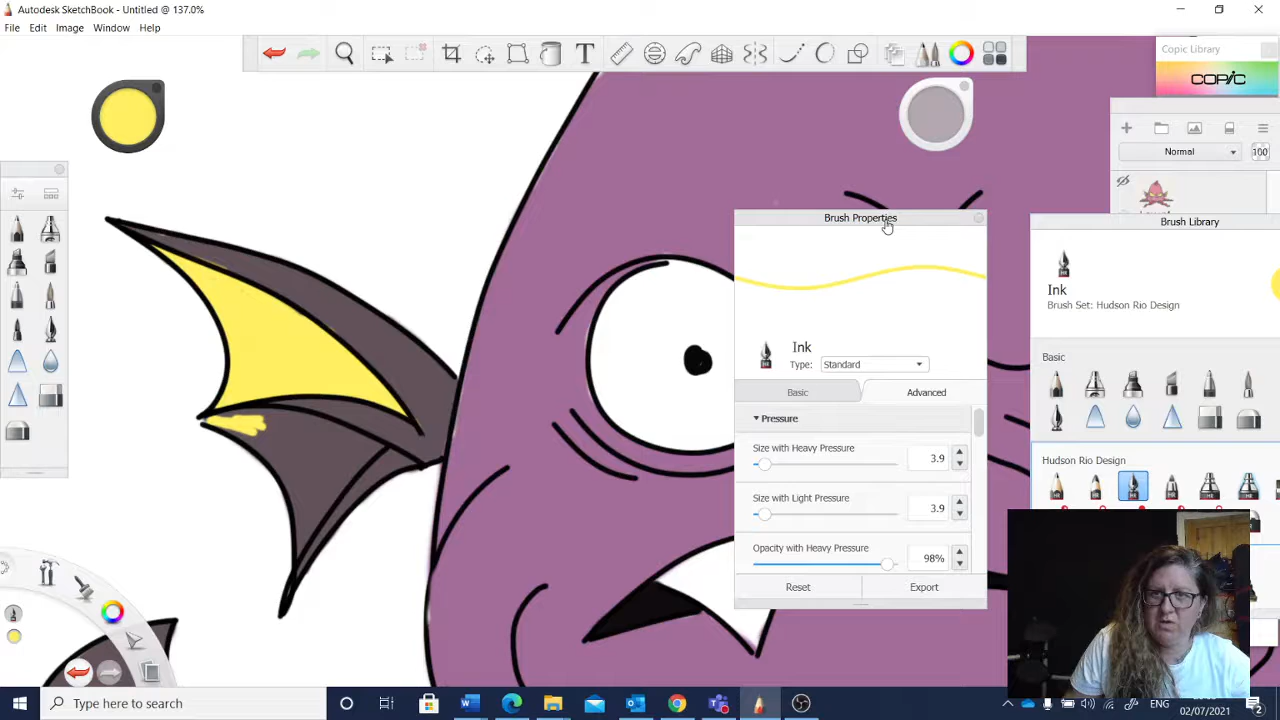 Autodesk SketchBook - Untitled @ 137.0%
File Edit Image Window Help
T
Copic Library
COPIC
Normal
100
Brush Properties
Brush Library
Ink
Brush Set: Hudson Rio Design
Ink
Type: Standard
Basic
Basic Advanced
Pressure
Size with Heavy Pressure
3.9
Hudson Rio Design
Size with Light Pressure
3.9
Opacity with Heavy Pressure
98%
Reset Export
Type here to search
ENG
02/07/2021
2